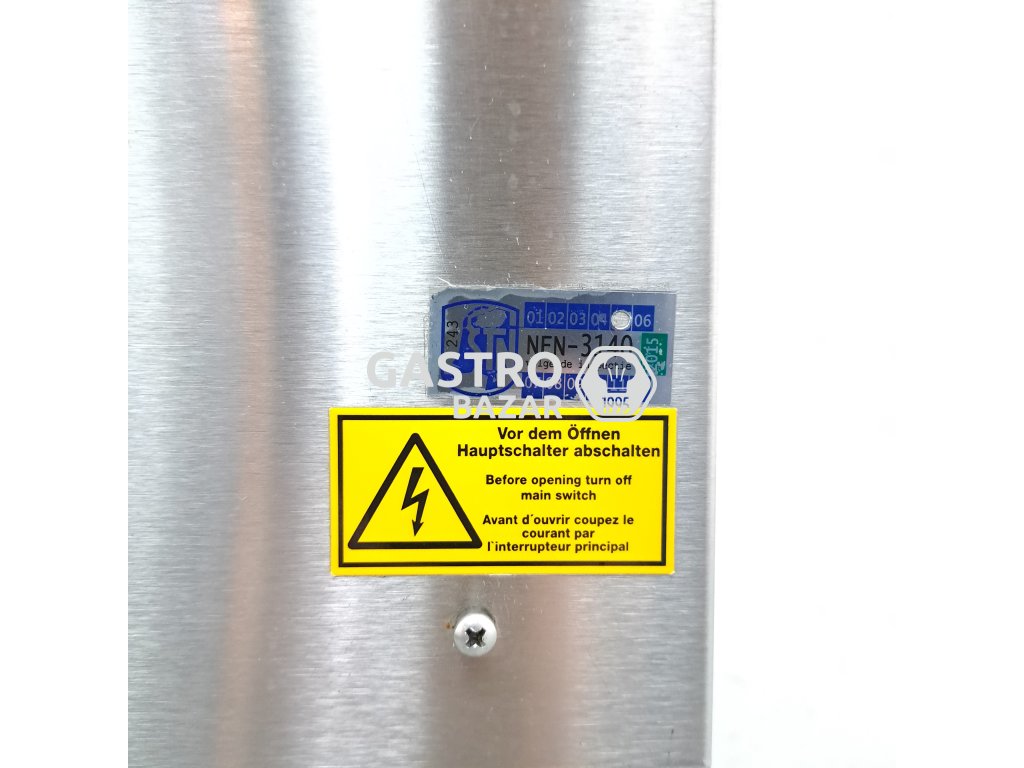 01 02 03 04 06
243
NEN-3140
2015
GASTRO
BAZAR
1995
Vor dem Öffnen
Hauptschalter abschalten
Before opening turn off
main switch
Avant d´ouvrir coupez le
courant par
l`interrupteur principal